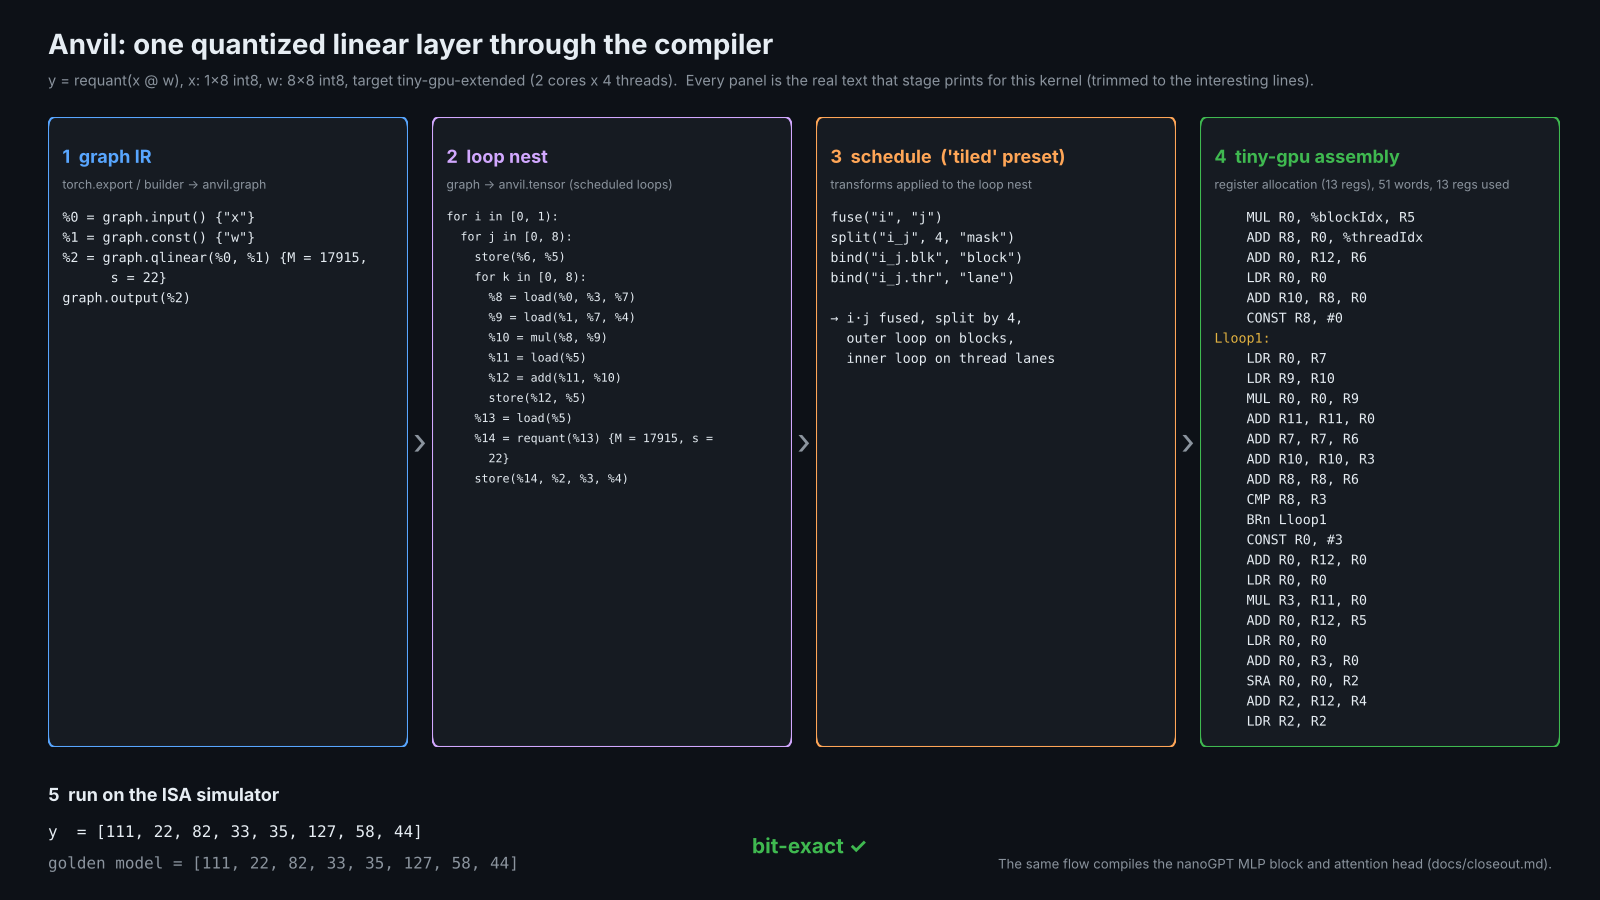 Anvil: one quantized linear layer through the compiler
y = requant(x @ w), x: 1×8 int8, w: 8×8 int8, target tiny-gpu-extended (2 cores x 4 threads).  Every panel is the real text that stage prints for this kernel (trimmed to the interesting lines).
1 graph IR
torch.export / builder → anvil.graph
%0 = graph.input() {"x"}
%1 = graph.const() {"w"}
%2 = graph.qlinear(%0, %1) {M = 17915,
      s = 22}
graph.output(%2)
2 loop nest
graph → anvil.tensor (scheduled loops)
for i in [0, 1):
  for j in [0, 8):
    store(%6, %5)
    for k in [0, 8):
      %8 = load(%0, %3, %7)
      %9 = load(%1, %7, %4)
      %10 = mul(%8, %9)
      %11 = load(%5)
      %12 = add(%11, %10)
      store(%12, %5)
    %13 = load(%5)
    %14 = requant(%13) {M = 17915, s =
      22}
    store(%14, %2, %3, %4)
3 schedule ('tiled' preset)
transforms applied to the loop nest
fuse("i", "j")
split("i_j", 4, "mask")
bind("i_j.blk", "block")
bind("i_j.thr", "lane")
→ i·j fused, split by 4,
  outer loop on blocks,
  inner loop on thread lanes
4 tiny-gpu assembly
register allocation (13 regs), 51 words, 13 regs used
    MUL R0, %blockIdx, R5
    ADD R8, R0, %threadIdx
    ADD R0, R12, R6
    LDR R0, R0
    ADD R10, R8, R0
    CONST R8, #0
Lloop1:
    LDR R0, R7
    LDR R9, R10
    MUL R0, R0, R9
    ADD R11, R11, R0
    ADD R7, R7, R6
    ADD R10, R10, R3
    ADD R8, R8, R6
    CMP R8, R3
    BRn Lloop1
    CONST R0, #3
    ADD R0, R12, R0
    LDR R0, R0
    MUL R3, R11, R0
    ADD R0, R12, R5
    LDR R0, R0
    ADD R0, R3, R0
    SRA R0, R0, R2
    ADD R2, R12, R4
    LDR R2, R2
5 run on the ISA simulator
y  = [111, 22, 82, 33, 35, 127, 58, 44]
golden model = [111, 22, 82, 33, 35, 127, 58, 44]
bit-exact ✓
The same flow compiles the nanoGPT MLP block and attention head (docs/closeout.md).